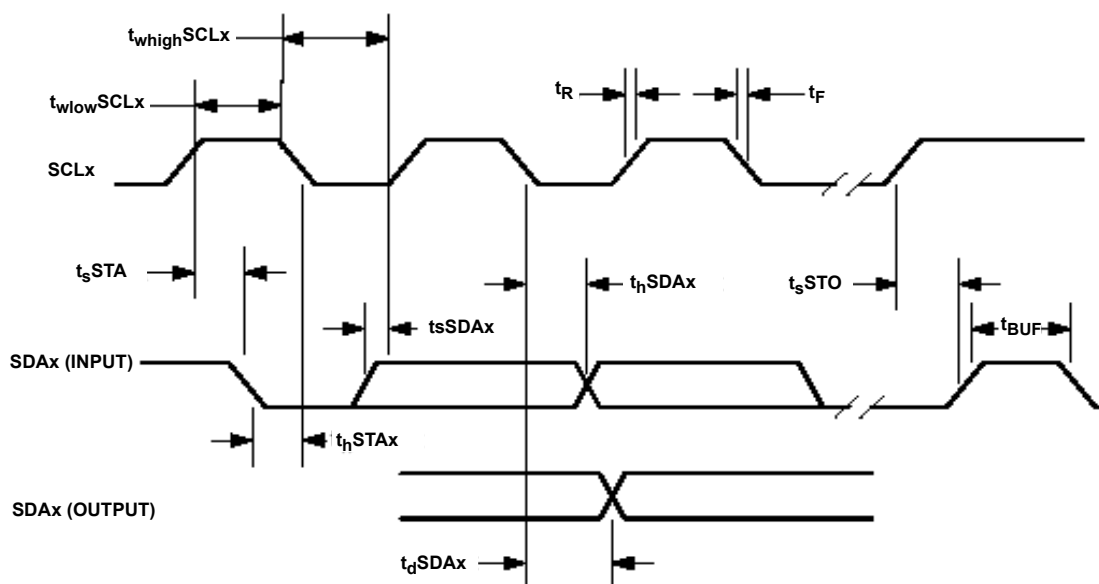 twhighSCLx
tR
tF
twlowSCLx
SCLx
tsSTA
thSDAx
tsSTO
tsSDAx
tBUF
SDAx (INPUT)
thSTAx
SDAx (OUTPUT)
tdSDAx